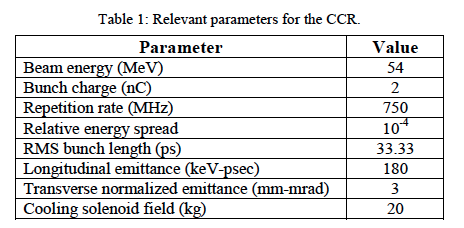 Table 1: Relevant parameters for the CCR.
Parameter Value
Beam energy (MeV) 54
Bunch charge (nC) 2
Repetition rate (MHz) 750
Relative energy spread 10⁻⁴
RMS bunch length (ps) 33.33
Longitudinal emittance (keV-psec) 180
Transverse normalized emittance (mm-mrad) 3
Cooling solenoid field (kg) 20